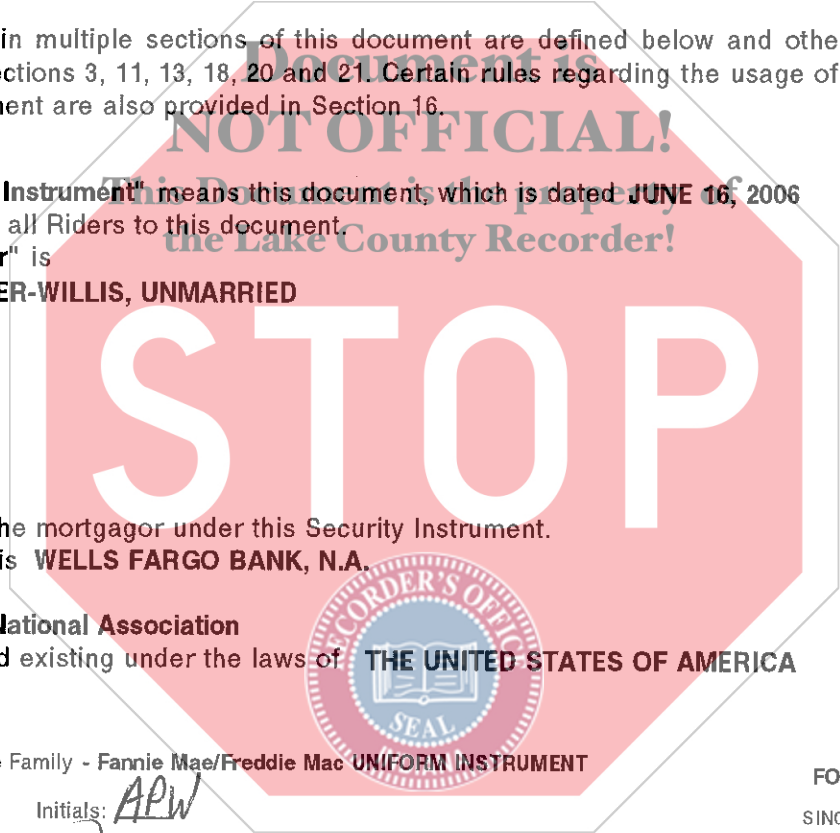 in multiple sections of this document are defined below and othe
ctions 3, 11, 13, 18, 20 and 21. Certain rules regarding the usage of
ent are also provided in Section 16.
Document is
NOT OFFICIAL!
This Document is the property of
the Lake County Recorder!
Instrument" means this document, which is dated JUNE 16, 2006
all Riders to this document.
r" is
ER-WILLIS, UNMARRIED
STOP
he mortgagor under this Security Instrument.
is WELLS FARGO BANK, N.A.
National Association
d existing under the laws of THE UNITED STATES OF AMERICA
RECORDER'S OFFICE
SEAL
e Family - Fannie Mae/Freddie Mac UNIFORM INSTRUMENT
FO
Initials: APW
SING